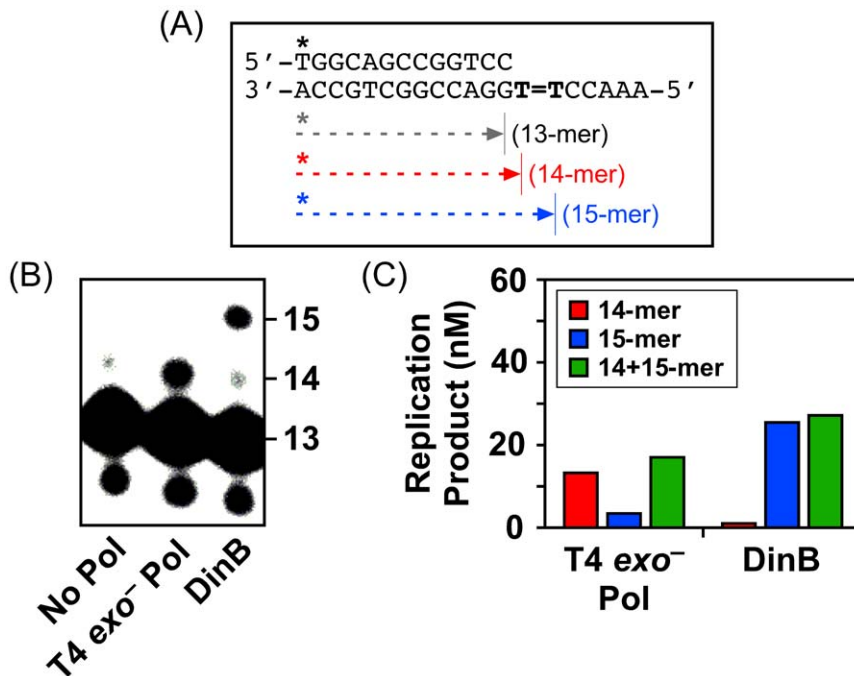 (A)
*
5'-TGGCAGCCGGTCC
3'-ACCGTCGGCCAGGT=TCCAAA-5'
* (13-mer)
* (14-mer)
* (15-mer)
(B)
15
14
13
No Pol
T4 exo– Pol
DinB
(C)
Replication
Product (nM)
60
40
20
0
14-mer
15-mer
14+15-mer
T4 exo–
Pol
DinB